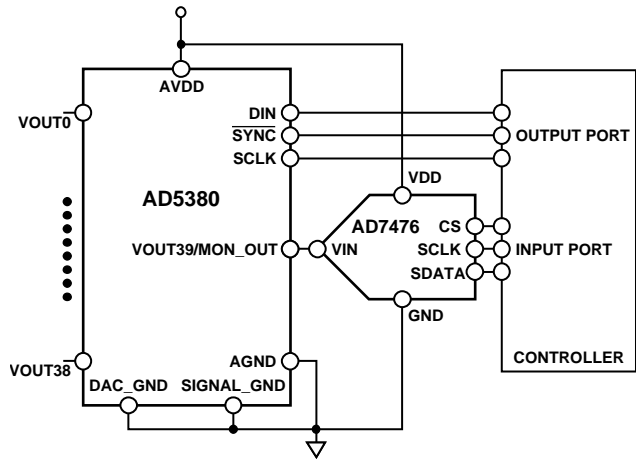 AVDD
VOUT0
DIN
SYNC
SCLK
OUTPUT PORT
VDD
AD5380
AD7476
CS
VOUT39/MON_OUT
VIN
SCLK
INPUT PORT
SDATA
GND
VOUT38
AGND
CONTROLLER
DAC_GND
SIGNAL_GND